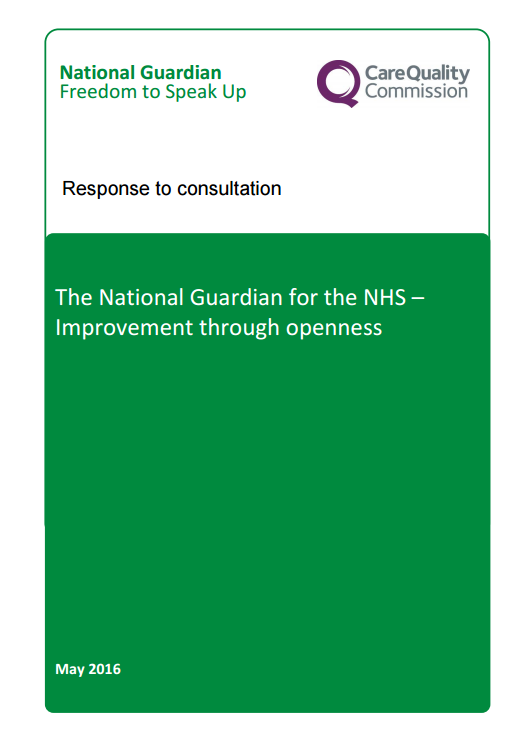 National Guardian
Freedom to Speak Up
CareQuality
Commission
Response to consultation
The National Guardian for the NHS –
Improvement through openness
May 2016